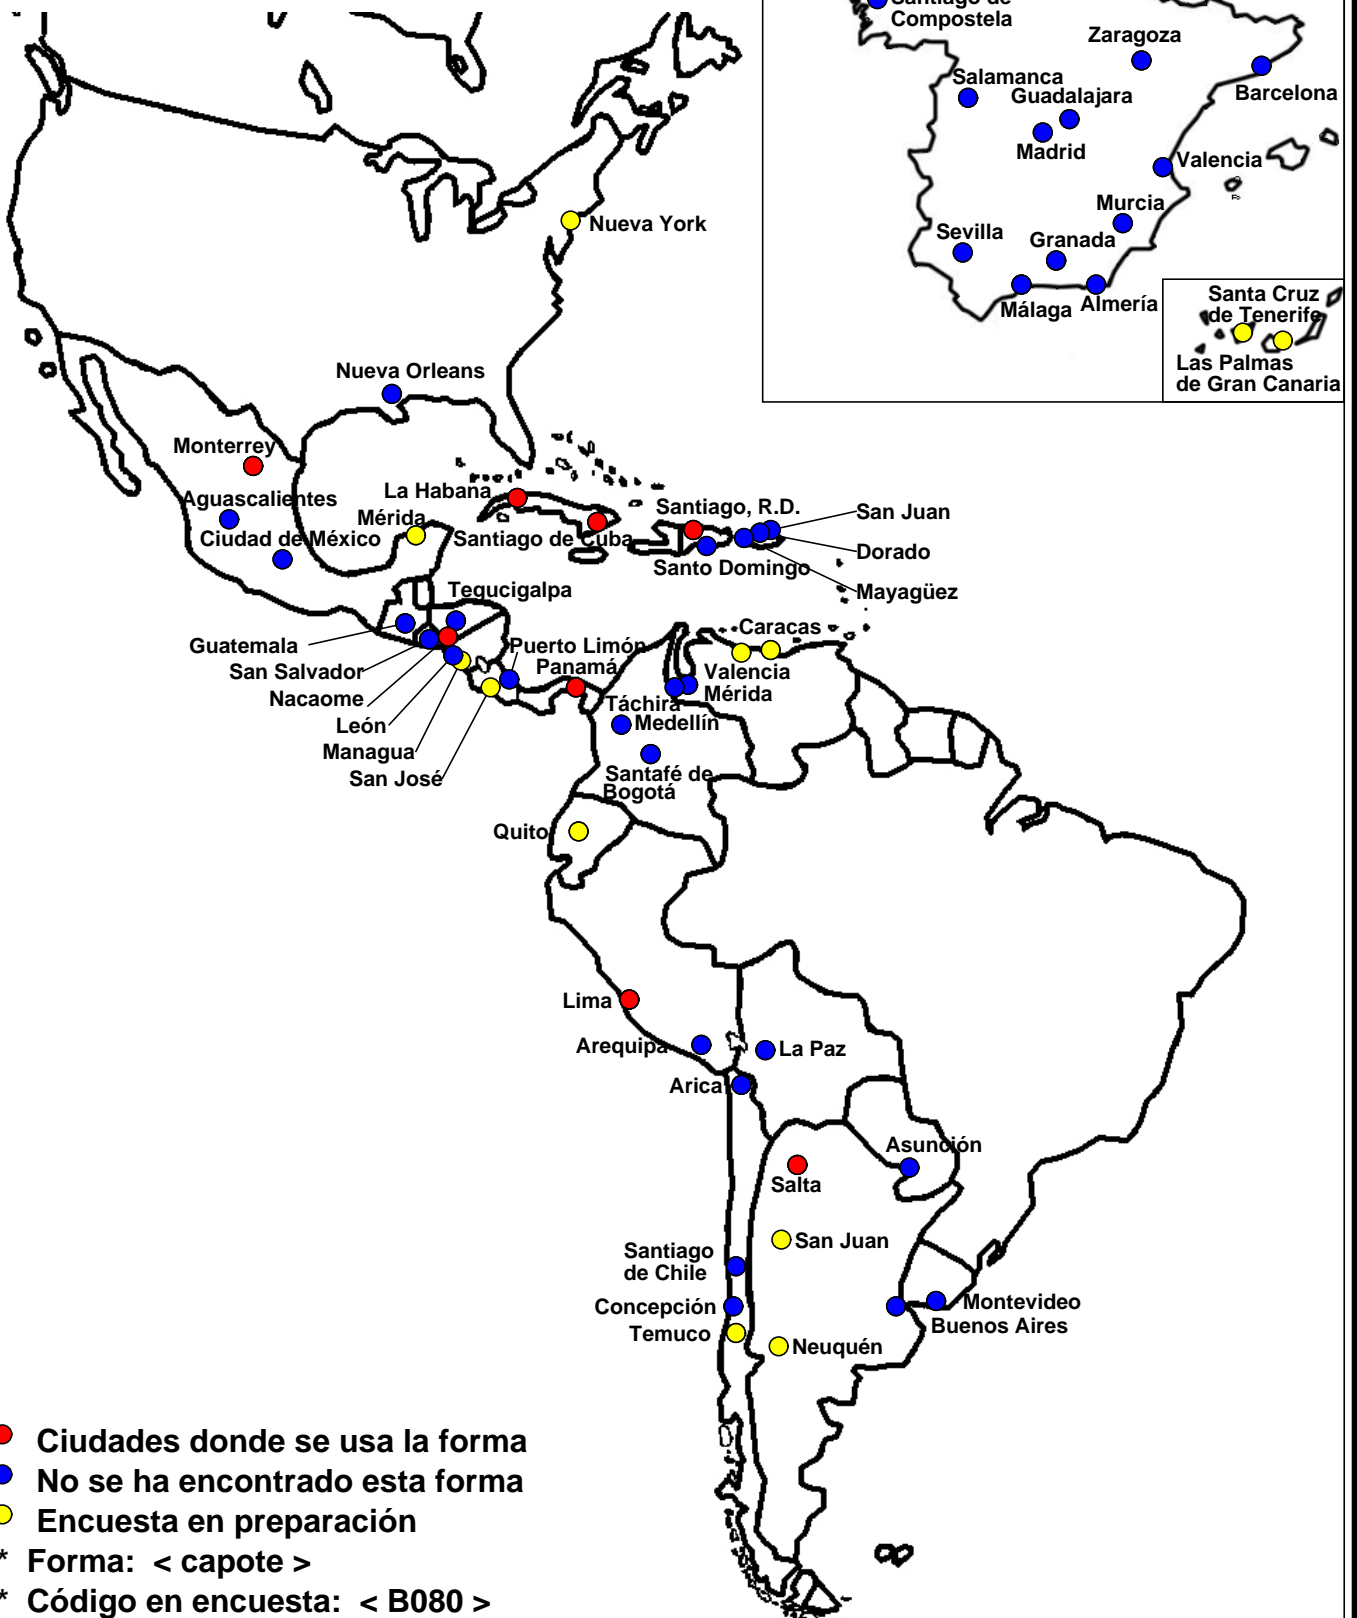 Santiago de
Compostela
Zaragoza
Salamanca
Guadalajara
Barcelona
Madrid
Valencia
Murcia
Sevilla
Granada
Málaga
Almería
Santa Cruz
de Tenerife
Las Palmas
de Gran Canaria
Nueva York
Nueva Orleans
Monterrey
Aguascalientes
La Habana
Mérida
Ciudad de México
Santiago de Cuba
Santiago, R.D.
San Juan
Dorado
Santo Domingo
Mayagüez
Tegucigalpa
Guatemala
San Salvador
Nacaome
León
Managua
San José
Puerto Limón
Panamá
Caracas
Valencia
Mérida
Táchira
Medellín
Santafé de
Bogotá
Quito
Lima
Arequipa
La Paz
Arica
Asunción
Salta
San Juan
Santiago
de Chile
Concepción
Temuco
Montevideo
Buenos Aires
Neuquén
Ciudades donde se usa la forma
No se ha encontrado esta forma
Encuesta en preparación
* Forma: < capote >
* Código en encuesta: < B080 >